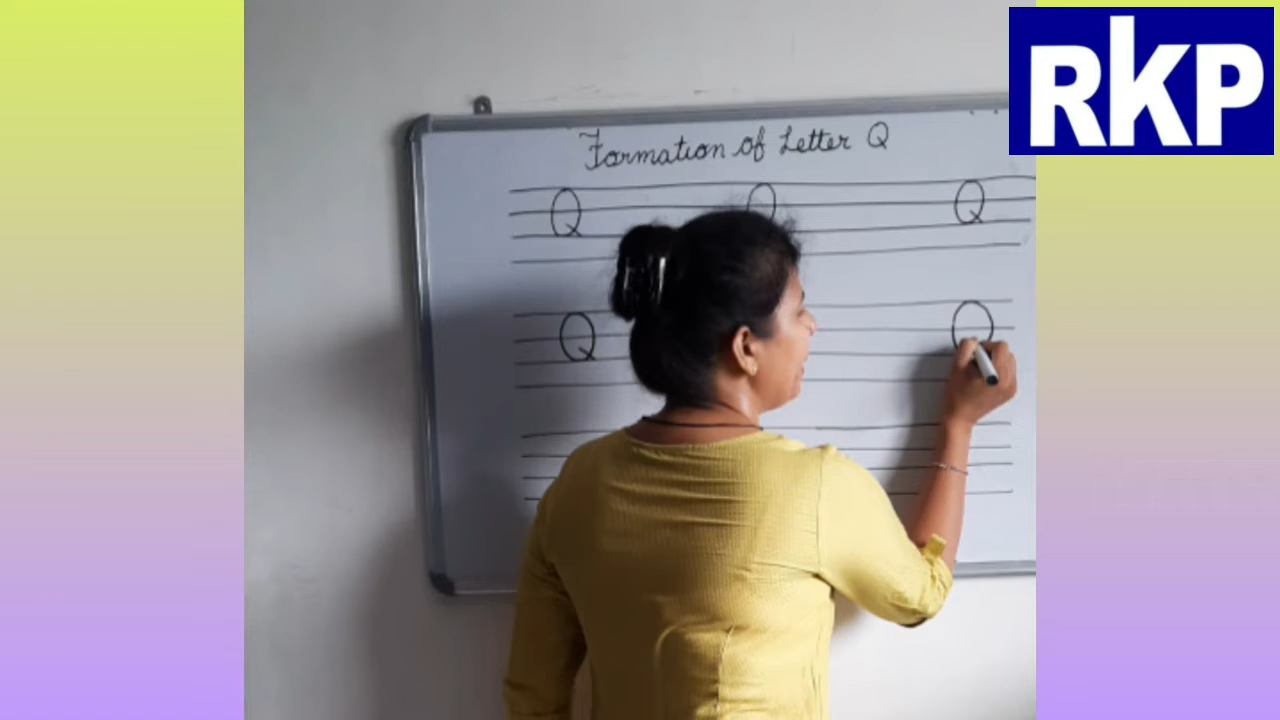 RKP
Formation of Letter Q
Q Q Q
Q Q